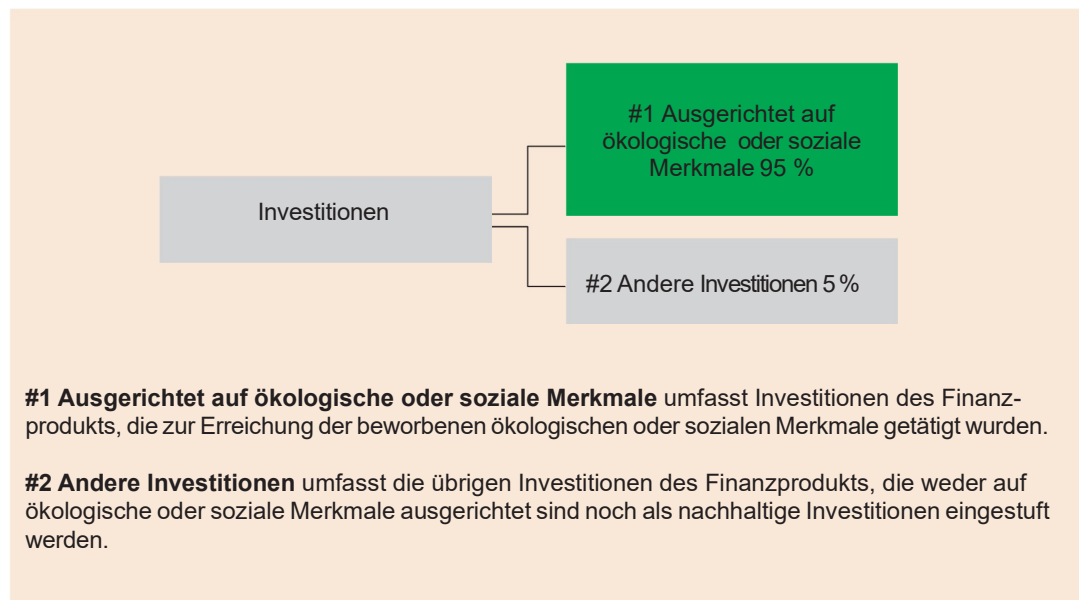 #1 Ausgerichtet auf
ökologische oder soziale
Merkmale 95 %
Investitionen
#2 Andere Investitionen 5 %
#1 Ausgerichtet auf ökologische oder soziale Merkmale umfasst Investitionen des Finanz-
produkts, die zur Erreichung der beworbenen ökologischen oder sozialen Merkmale getätigt wurden.
#2 Andere Investitionen umfasst die übrigen Investitionen des Finanzprodukts, die weder auf
ökologische oder soziale Merkmale ausgerichtet sind noch als nachhaltige Investitionen eingestuft
werden.